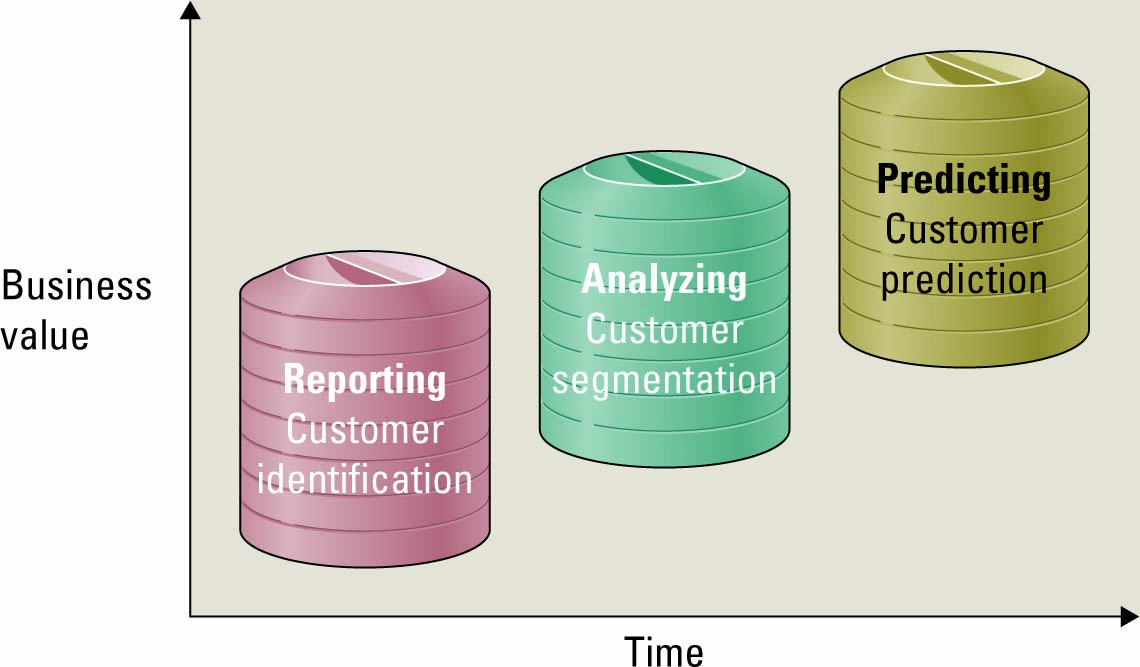 Business
value
Reporting
Customer
identification
Analyzing
Customer
segmentation
Predicting
Customer
prediction
Time